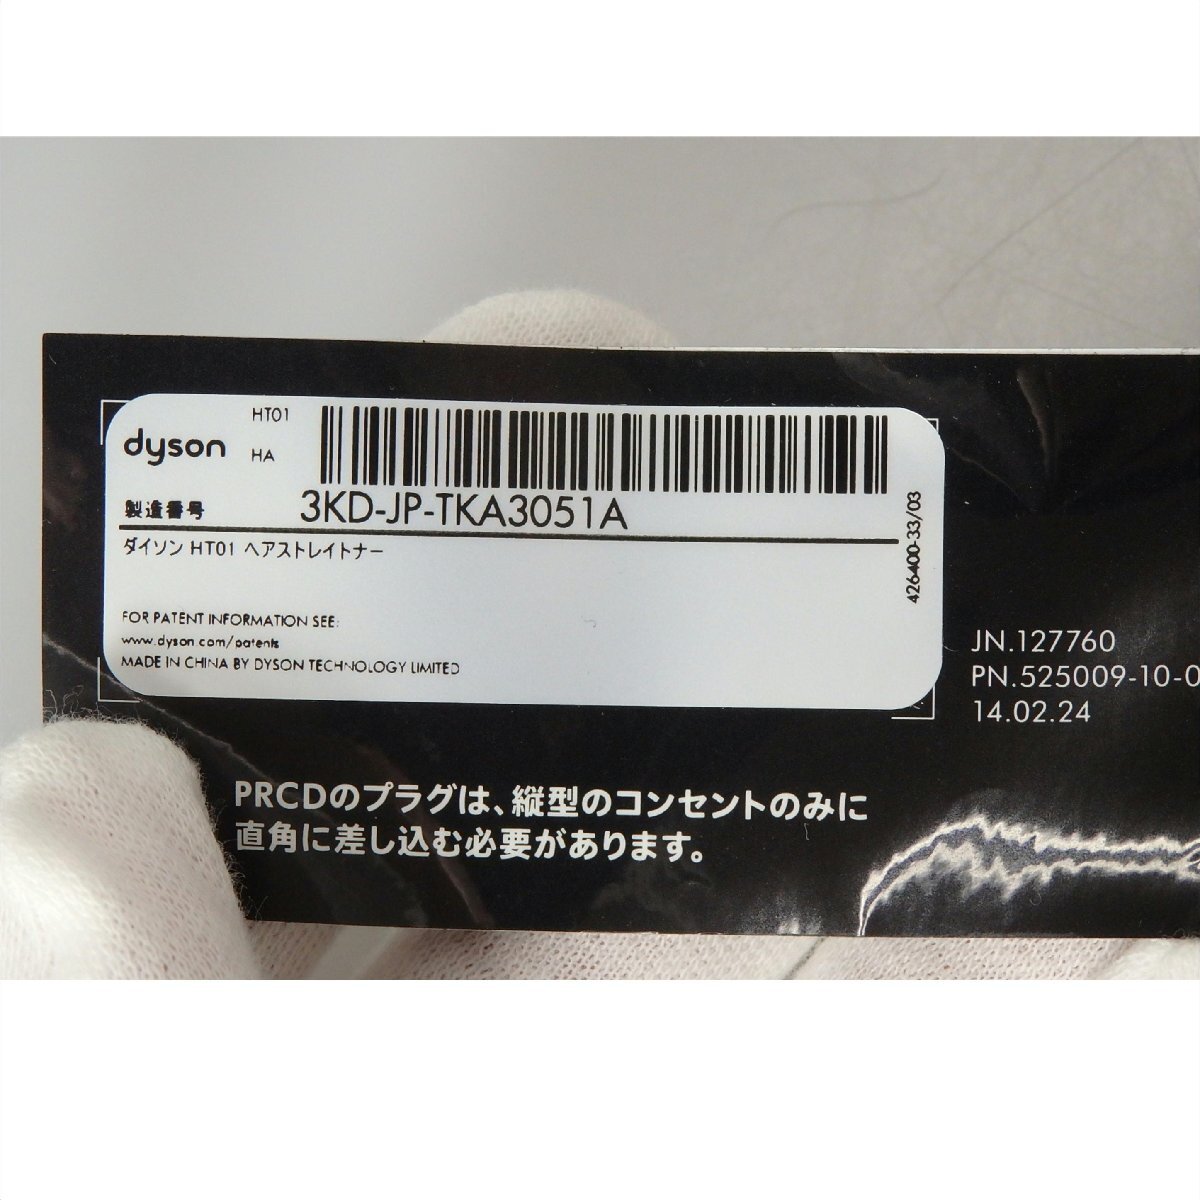 HT01
dyson
HA
製造番号 3KD-JP-TKA3051A
ダイソン HT01 ヘアストレイトナー
FOR PATENT INFORMATION SEE:
www.dyson.com/patents
MADE IN CHINA BY DYSON TECHNOLOGY LIMITED
426400-33/03
JN.127760
PN.525009-10-0
14.02.24
PRCDのプラグは、縦型のコンセントのみに
直角に差し込む必要があります。